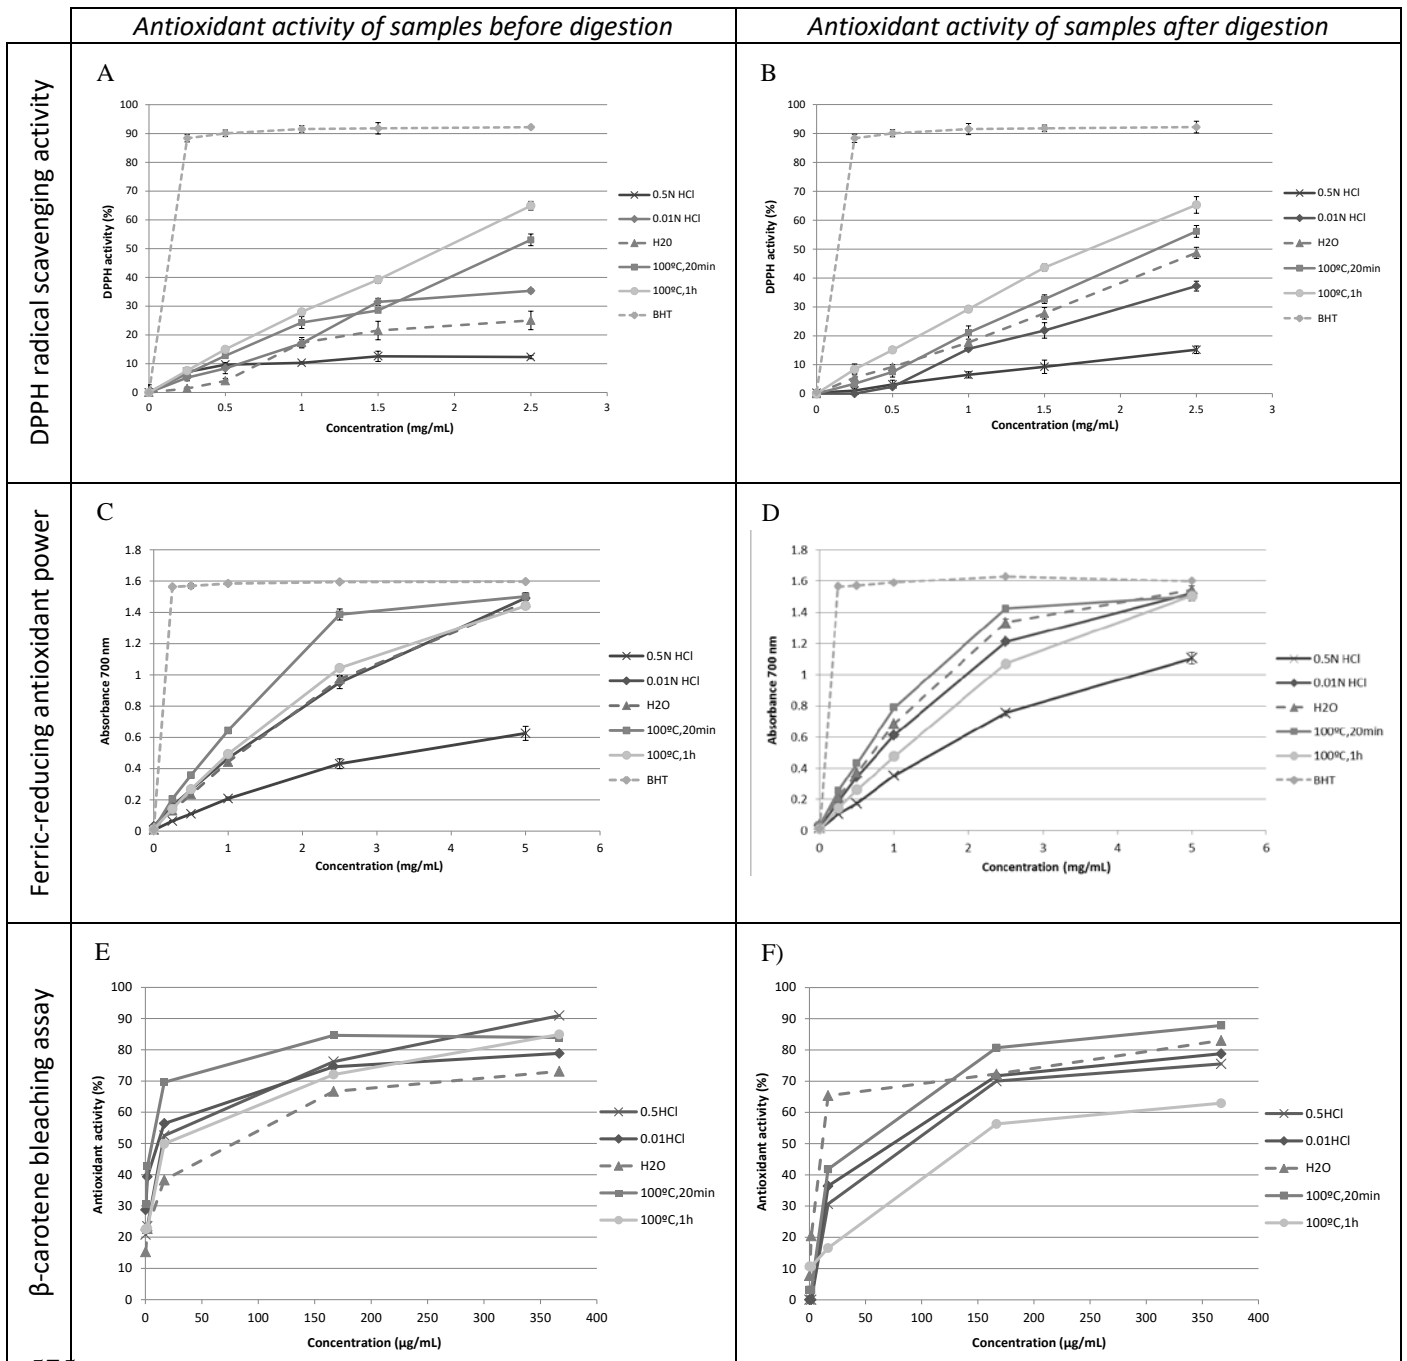 Antioxidant activity of samples before digestion
Antioxidant activity of samples after digestion
DPPH radical scavenging activity
A
100
90
80
70
60
50
40
30
20
10
0
DPPH activity (%)
0
0.5
1
1.5
2
2.5
3
Concentration (mg/mL)
0.5N HCl
0.01N HCl
H20
100ºC,20min
100ºC,1h
BHT
B
100
90
80
70
60
50
40
30
20
10
0
DPPH activity (%)
0
0.5
1
1.5
2
2.5
3
Concentration (mg/mL)
0.5N HCl
0.01N HCl
H2O
100ºC,20min
100ºC,1h
BHT
Ferric-reducing antioxidant power
C
1.8
1.6
1.4
1.2
1
0.8
0.6
0.4
0.2
0
Absorbance 700 nm
0
1
2
3
4
5
6
Concentration (mg/mL)
0.5N HCl
0.01N HCl
H2O
100ºC,20min
100ºC,1h
BHT
D
1.8
1.6
1.4
1.2
1
0.8
0.6
0.4
0.2
0
Absorbance 700 nm
0
1
2
3
4
5
6
Concentration (mg/mL)
0.5N HCl
0.01N HCl
H2O
100ºC,20min
100ºC,1h
BHT
β-carotene bleaching assay
E
100
90
80
70
60
50
40
30
20
10
0
Antioxidant activity (%)
0
50
100
150
200
250
300
350
400
Concentration (µg/mL)
0.5HCl
0.01HCl
H2O
100ºC,20min
100ºC,1h
F)
100
90
80
70
60
50
40
30
20
10
0
Antioxidant activity (%)
0
50
100
150
200
250
300
350
400
Concentration (µg/mL)
0.5HCl
0.01HCl
H2O
100ºC,20min
100ºC,1h